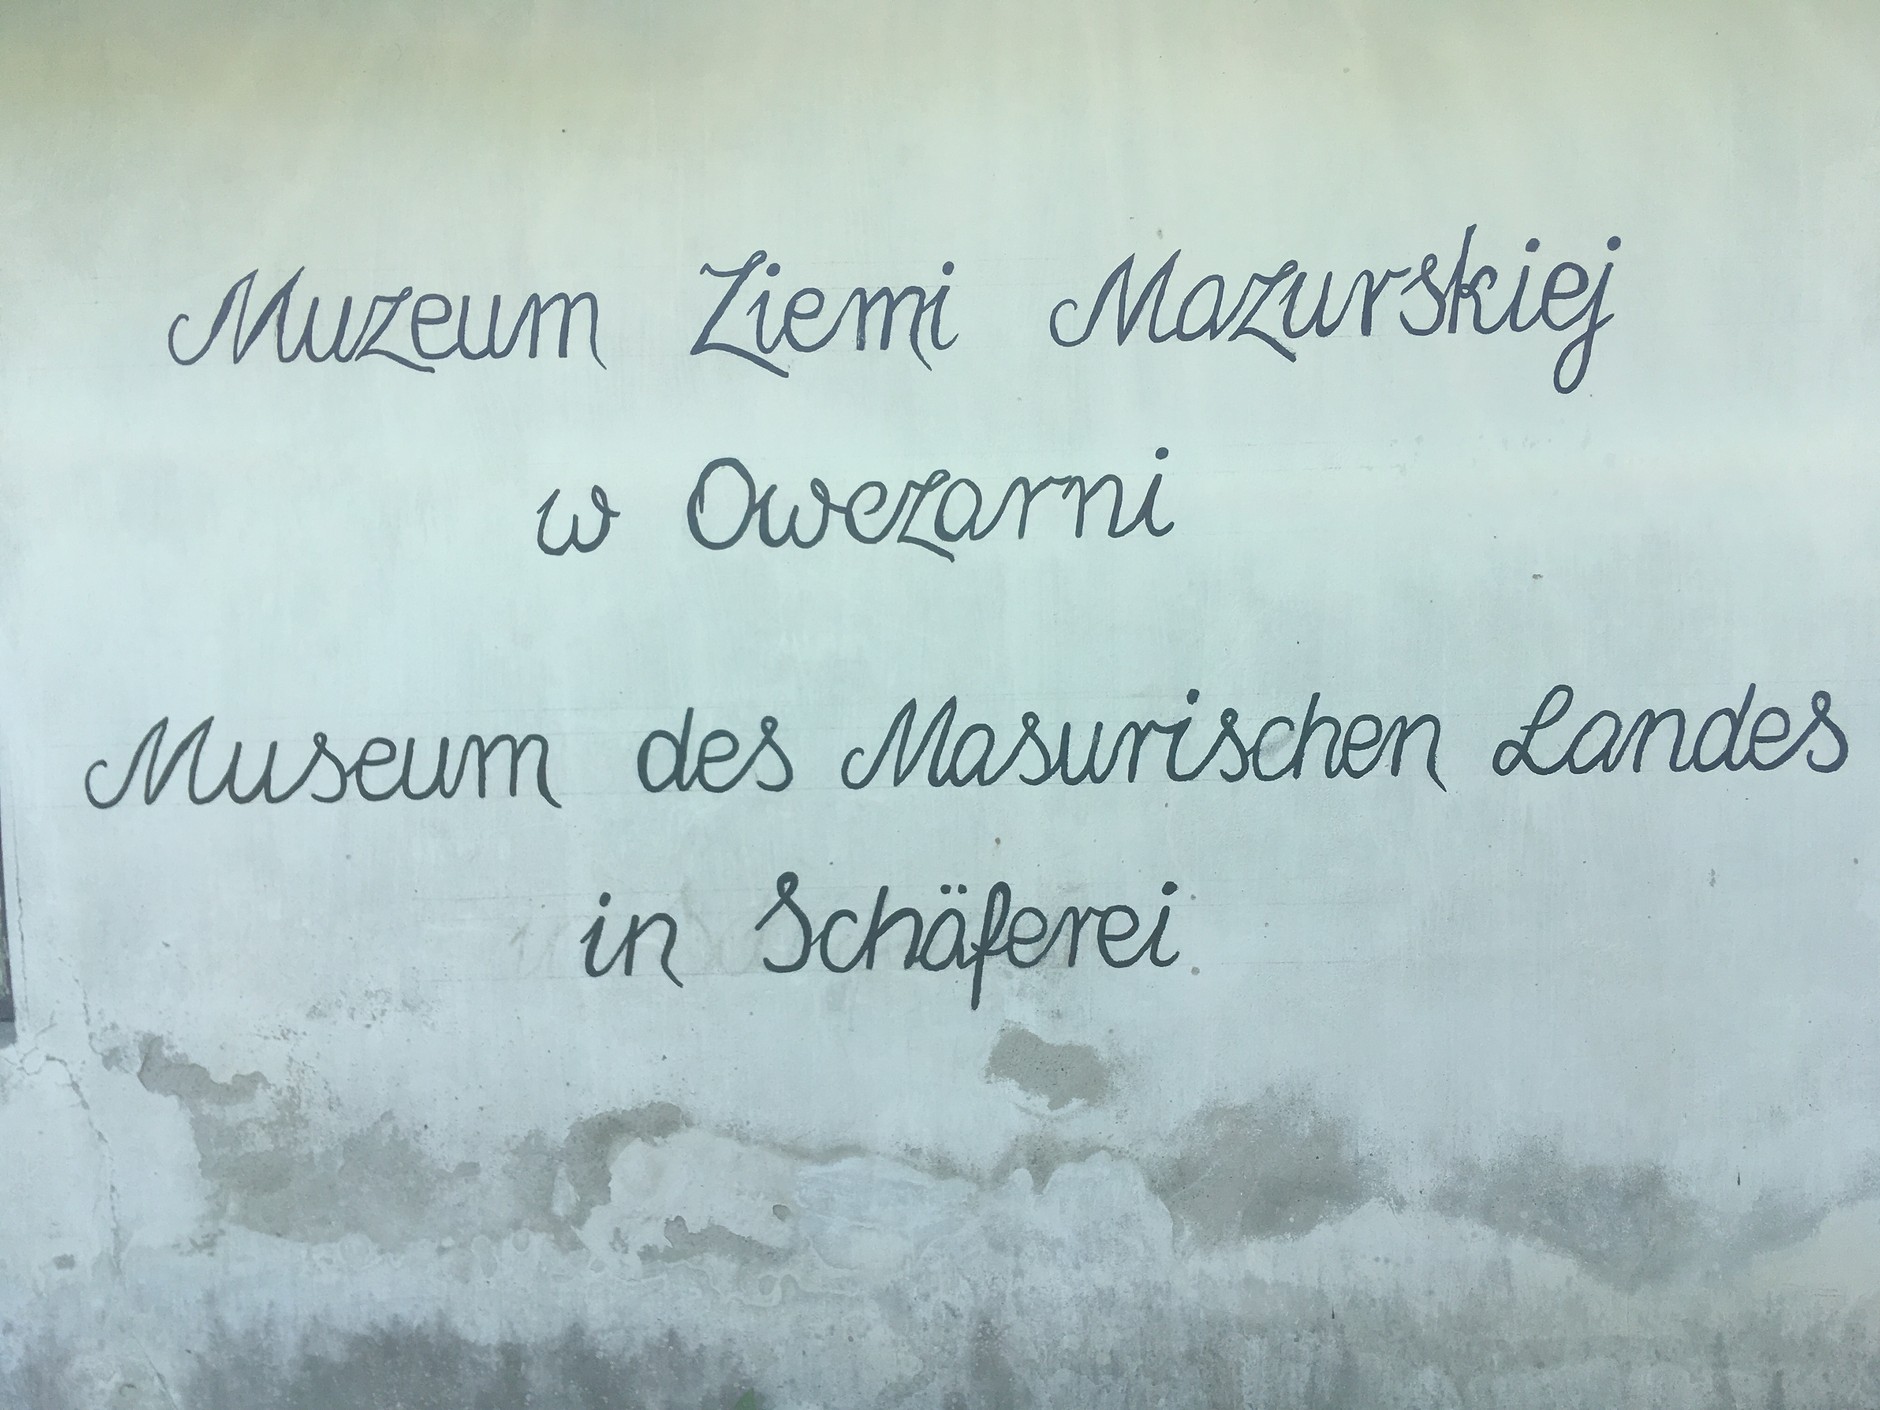 Muzeum Ziemi Mazurskiej
w Owczarni
Museum des Masurischen Landes
in Schäferei